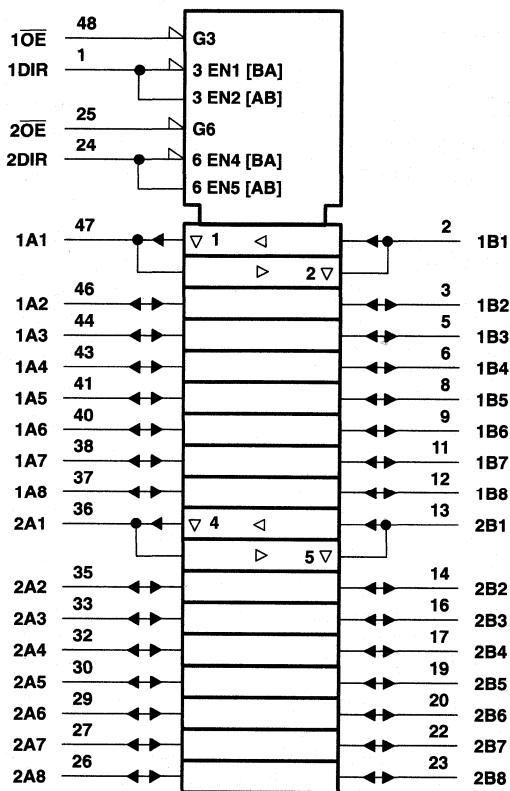 1O̅E̅ 48 G3
1DIR 1 3 EN1 [BA]
3 EN2 [AB]
2O̅E̅ 25 G6
2DIR 24 6 EN4 [BA]
6 EN5 [AB]
1A1 47 ▽ 1 ◁ 2 1B1
▷ 2 ▽
1A2 46 3 1B2
1A3 44 5 1B3
1A4 43 6 1B4
1A5 41 8 1B5
1A6 40 9 1B6
1A7 38 11 1B7
1A8 37 12 1B8
2A1 36 ▽ 4 ◁ 13 2B1
▷ 5 ▽
2A2 35 14 2B2
2A3 33 16 2B3
2A4 32 17 2B4
2A5 30 19 2B5
2A6 29 20 2B6
2A7 27 22 2B7
2A8 26 23 2B8